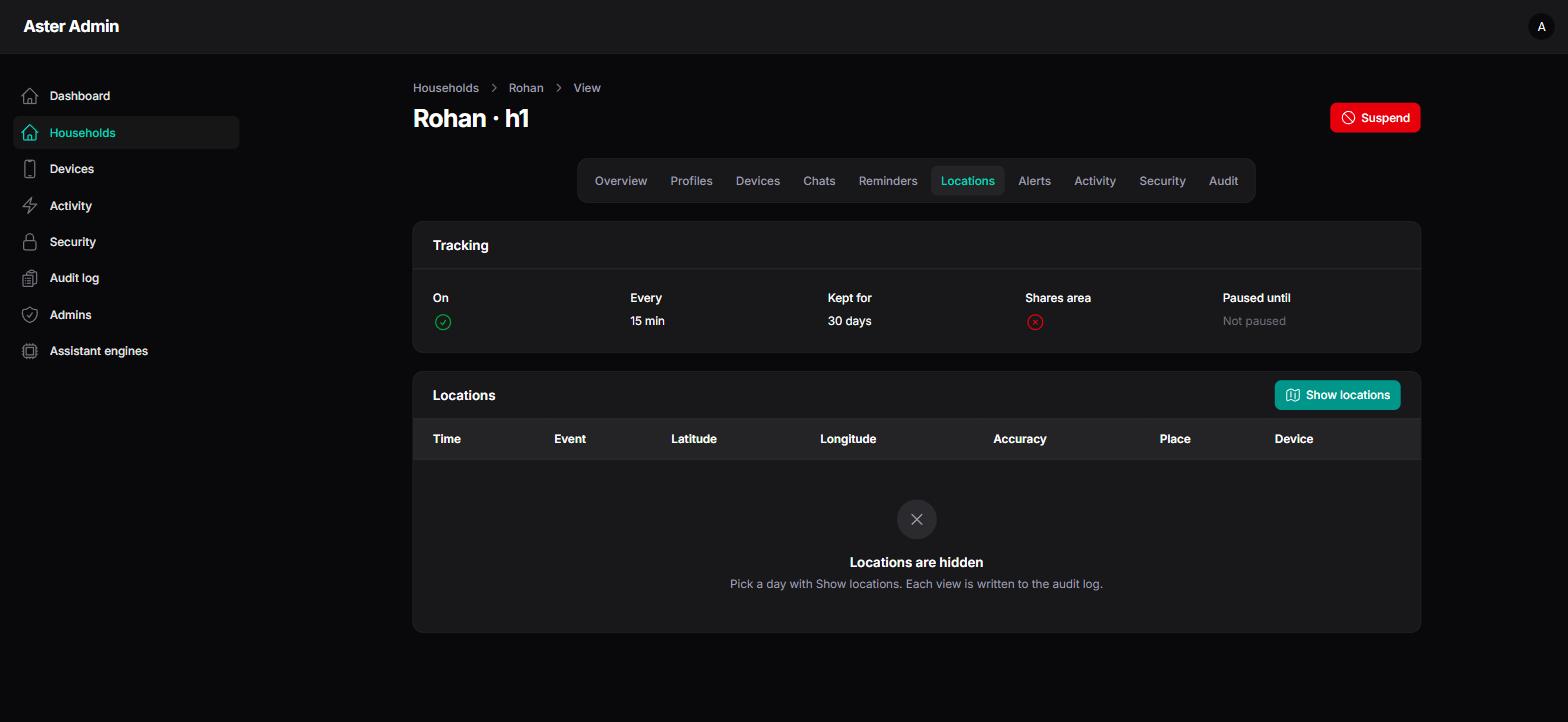 Aster Admin
A
Dashboard
Households
Devices
Activity
Security
Audit log
Admins
Assistant engines
Households > Rohan > View
Rohan · h1
Suspend
Overview Profiles Devices Chats Reminders Locations Alerts Activity Security Audit
Tracking
On Every Kept for Shares area Paused until
15 min 30 days Not paused
Locations
Show locations
Time Event Latitude Longitude Accuracy Place Device
Locations are hidden
Pick a day with Show locations. Each view is written to the audit log.